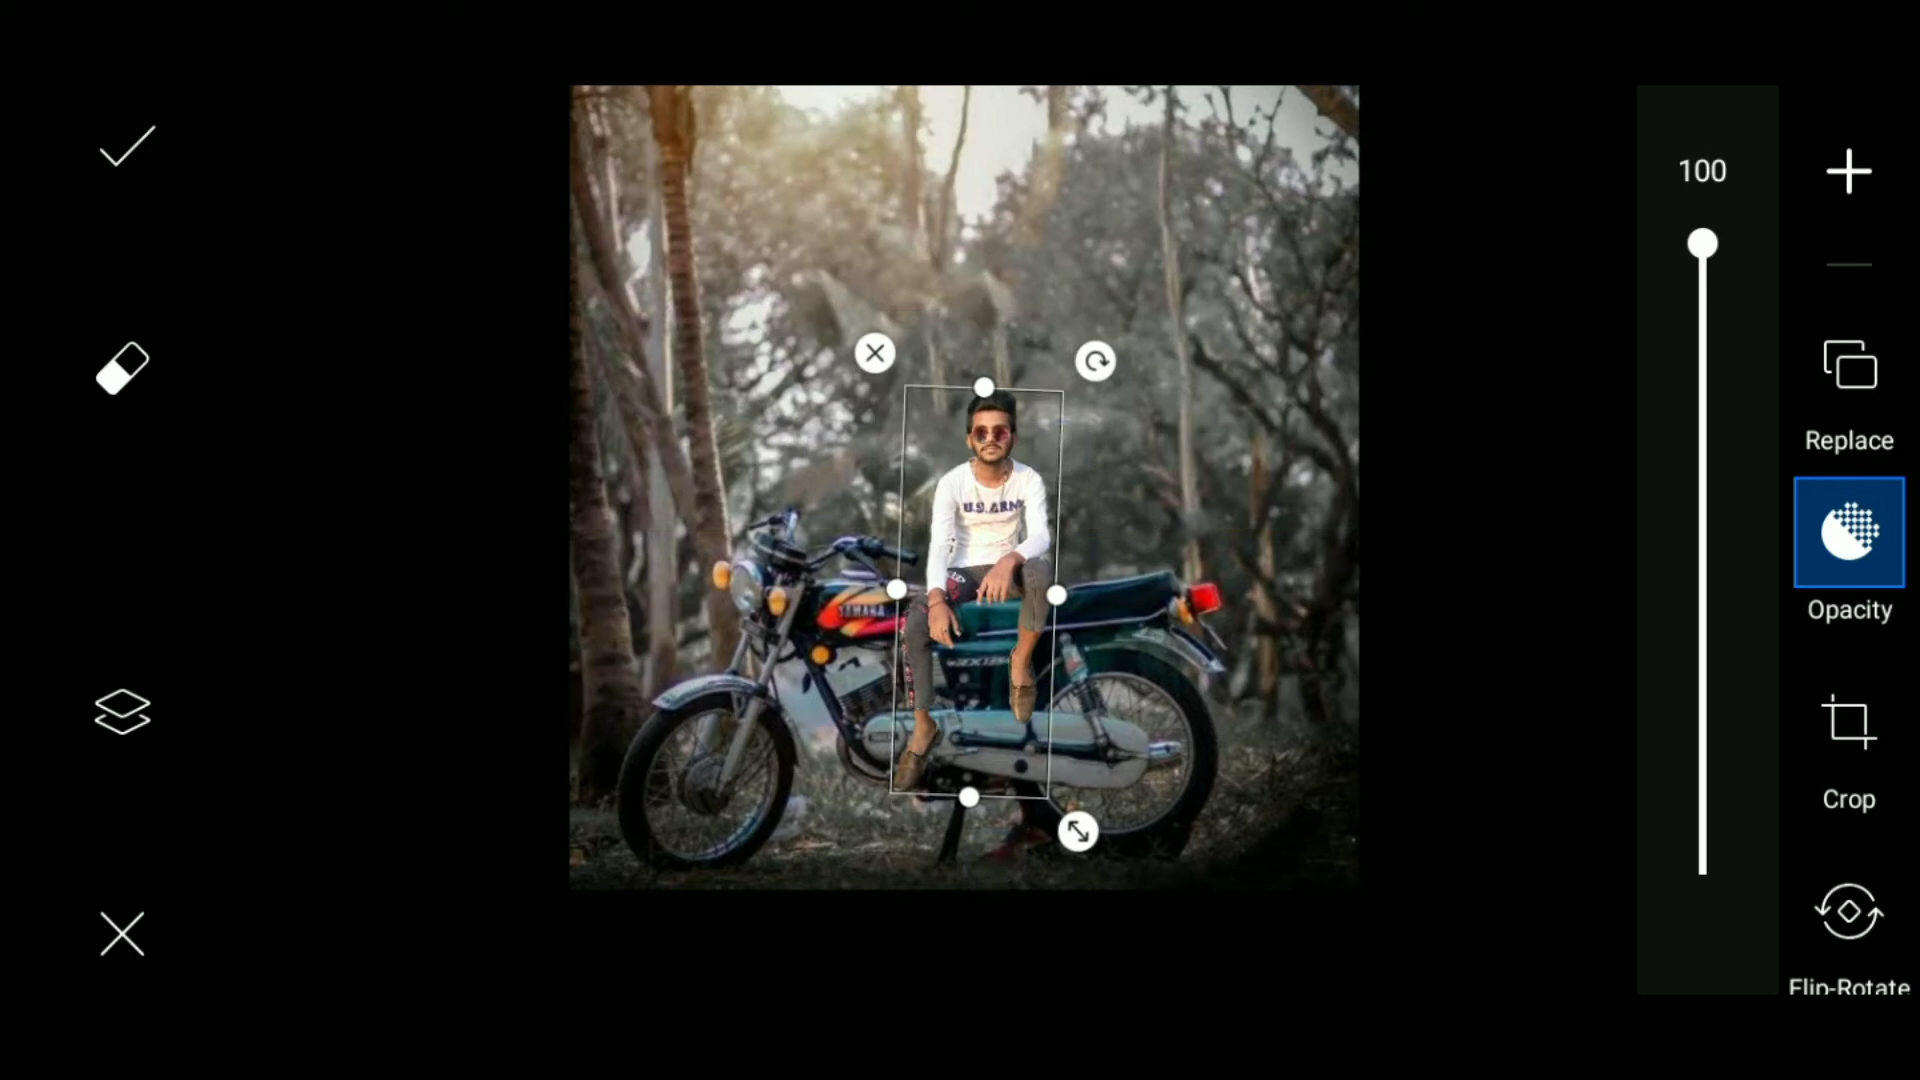 100
Replace
Opacity
Crop
Flip-Rotate
U.S.ARMY
YAMAHA